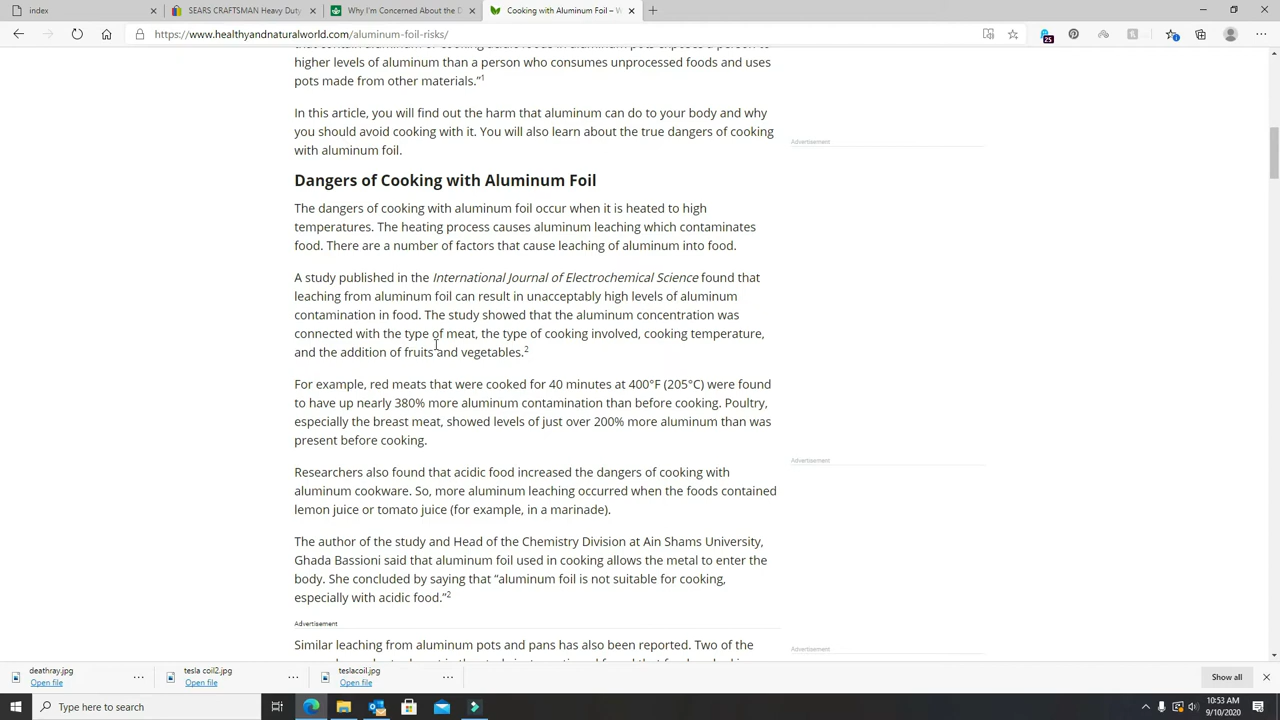 index
SEARS CRAFTSMAN Heavy Duty
Why I'm Concerned About the D
Cooking with Aluminum Foil – V
https://www.healthyandnaturalworld.com/aluminum-foil-risks/
25
higher levels of aluminum than a person who consumes unprocessed foods and uses
pots made from other materials.”1
In this article, you will find out the harm that aluminum can do to your body and why
you should avoid cooking with it. You will also learn about the true dangers of cooking
with aluminum foil.
Advertisement
Dangers of Cooking with Aluminum Foil
The dangers of cooking with aluminum foil occur when it is heated to high
temperatures. The heating process causes aluminum leaching which contaminates
food. There are a number of factors that cause leaching of aluminum into food.
A study published in the International Journal of Electrochemical Science found that
leaching from aluminum foil can result in unacceptably high levels of aluminum
contamination in food. The study showed that the aluminum concentration was
connected with the type of meat, the type of cooking involved, cooking temperature,
and the addition of fruits and vegetables.2
For example, red meats that were cooked for 40 minutes at 400°F (205°C) were found
to have up nearly 380% more aluminum contamination than before cooking. Poultry,
especially the breast meat, showed levels of just over 200% more aluminum than was
present before cooking.
Advertisement
Researchers also found that acidic food increased the dangers of cooking with
aluminum cookware. So, more aluminum leaching occurred when the foods contained
lemon juice or tomato juice (for example, in a marinade).
The author of the study and Head of the Chemistry Division at Ain Shams University,
Ghada Bassioni said that aluminum foil used in cooking allows the metal to enter the
body. She concluded by saying that “aluminum foil is not suitable for cooking,
especially with acidic food.”2
Advertisement
Similar leaching from aluminum pots and pans has also been reported. Two of the
Advertisement
deathray.jpg
Open file
tesla coil2.jpg
Open file
teslacoil.jpg
Open file
Show all
Type here to search
10:53 AM
9/10/2020